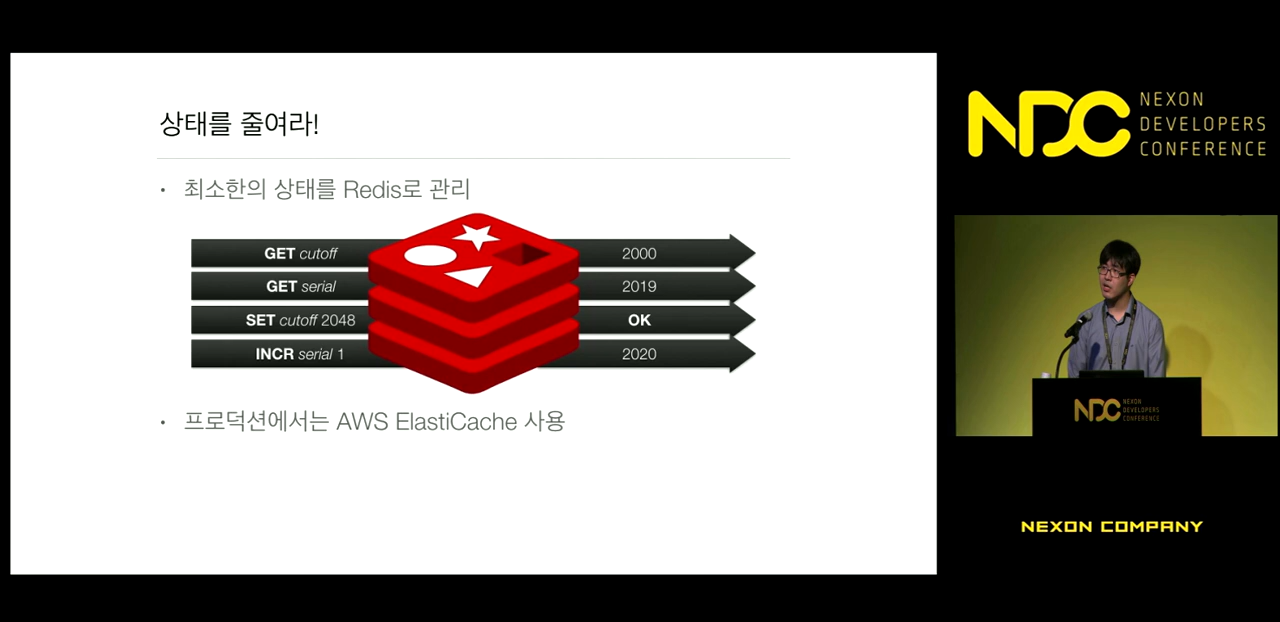 상태를 줄여라!
• 최소한의 상태를 Redis로 관리
GET cutoff 2000
GET serial 2019
SET cutoff 2048 OK
INCR serial 1 2020
• 프로덕션에서는 AWS ElastiCache 사용
NDC
NEXON
DEVELOPERS
CONFERENCE
NDC
NEXON
DEVELOPERS
CONFERENCE
NEXON COMPANY